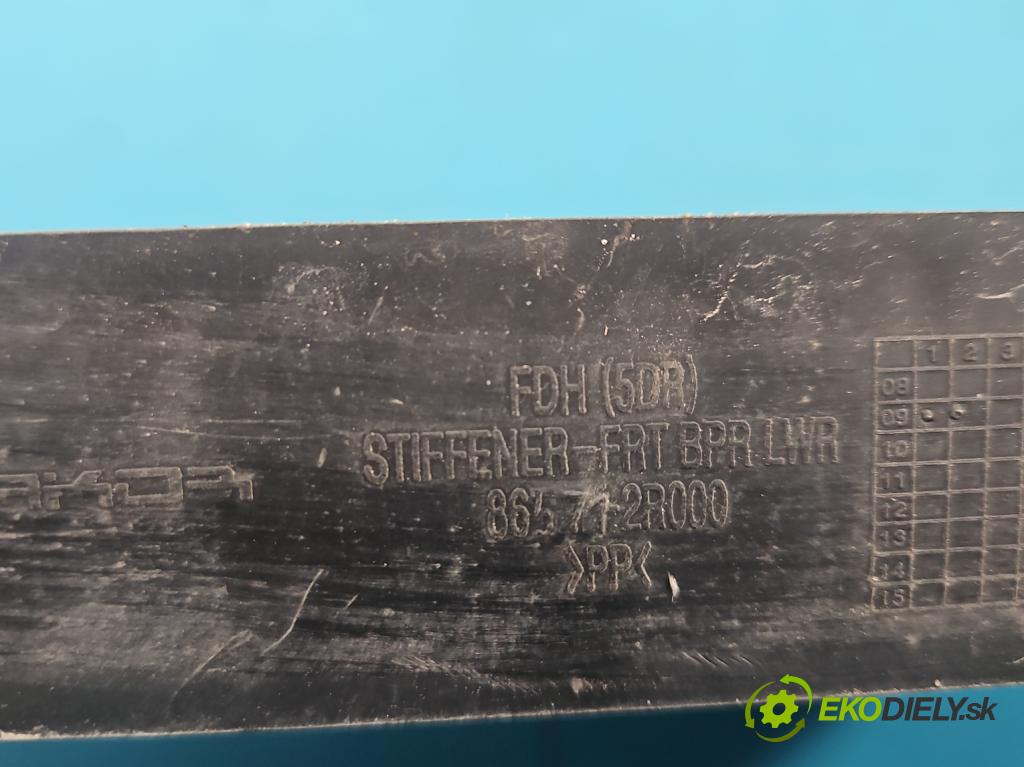 FDH (5DR)
STIFFENER-FRT BPR LWR
86571-2R000
>PP<
1 2 3
08
09
10
11
12
13
14
15
EKODIELY.sk